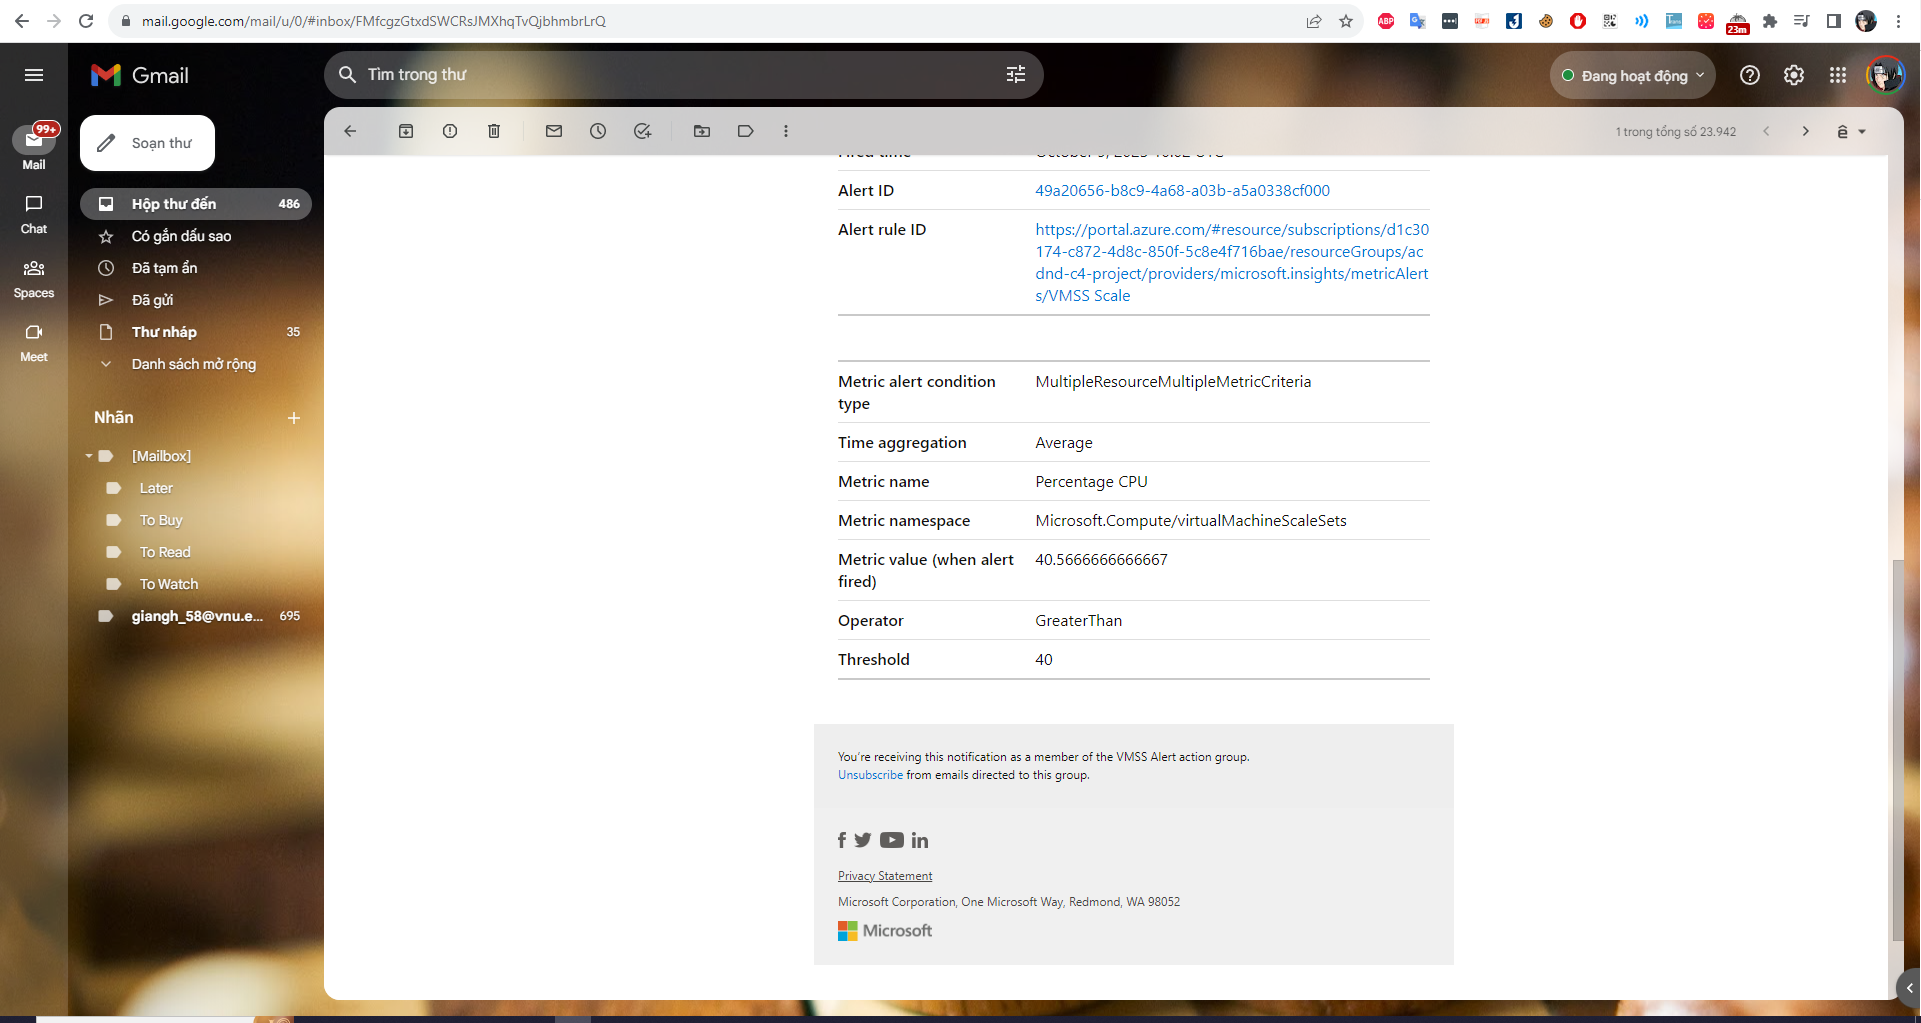 mail.google.com/mail/u/0/#inbox/FMfcgzGtxdSWCRsJMXhqTvQjbhmbrLrQ
ABP
23m
Gmail
Tìm trong thư
Đang hoạt động
99+
Mail
Chat
Spaces
Meet
Soạn thư
Hộp thư đến 486
Có gắn dấu sao
Đã tạm ẩn
Đã gửi
Thư nháp 35
Danh sách mở rộng
Nhãn
[Mailbox]
Later
To Buy
To Read
To Watch
giangh_58@vnu.e... 695
1 trong tổng số 23.942
Alert ID 49a20656-b8c9-4a68-a03b-a5a0338cf000
Alert rule ID https://portal.azure.com/#resource/subscriptions/d1c30
174-c872-4d8c-850f-5c8e4f716bae/resourceGroups/ac
dnd-c4-project/providers/microsoft.insights/metricAlert
s/VMSS Scale
Metric alert condition MultipleResourceMultipleMetricCriteria
type
Time aggregation Average
Metric name Percentage CPU
Metric namespace Microsoft.Compute/virtualMachineScaleSets
Metric value (when alert 40.5666666666667
fired)
Operator GreaterThan
Threshold 40
You're receiving this notification as a member of the VMSS Alert action group.
Unsubscribe from emails directed to this group.
Privacy Statement
Microsoft Corporation, One Microsoft Way, Redmond, WA 98052
Microsoft